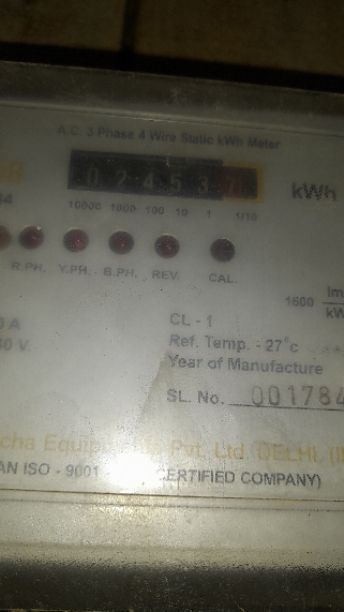 A.C. 3 Phase 4 Wire Static kWh Meter
0 2 4 5 3 7 kWh
10000 1000 100 10 1 1/10
R.PH. Y.PH. B.PH. REV. CAL.
1600
A
V.
CL - 1
Ref. Temp. - 27°c
Year of Manufacture
SL. No. 001784
Pvt. Ltd. (DELHI,
AN ISO - 9001 CERTIFIED COMPANY)